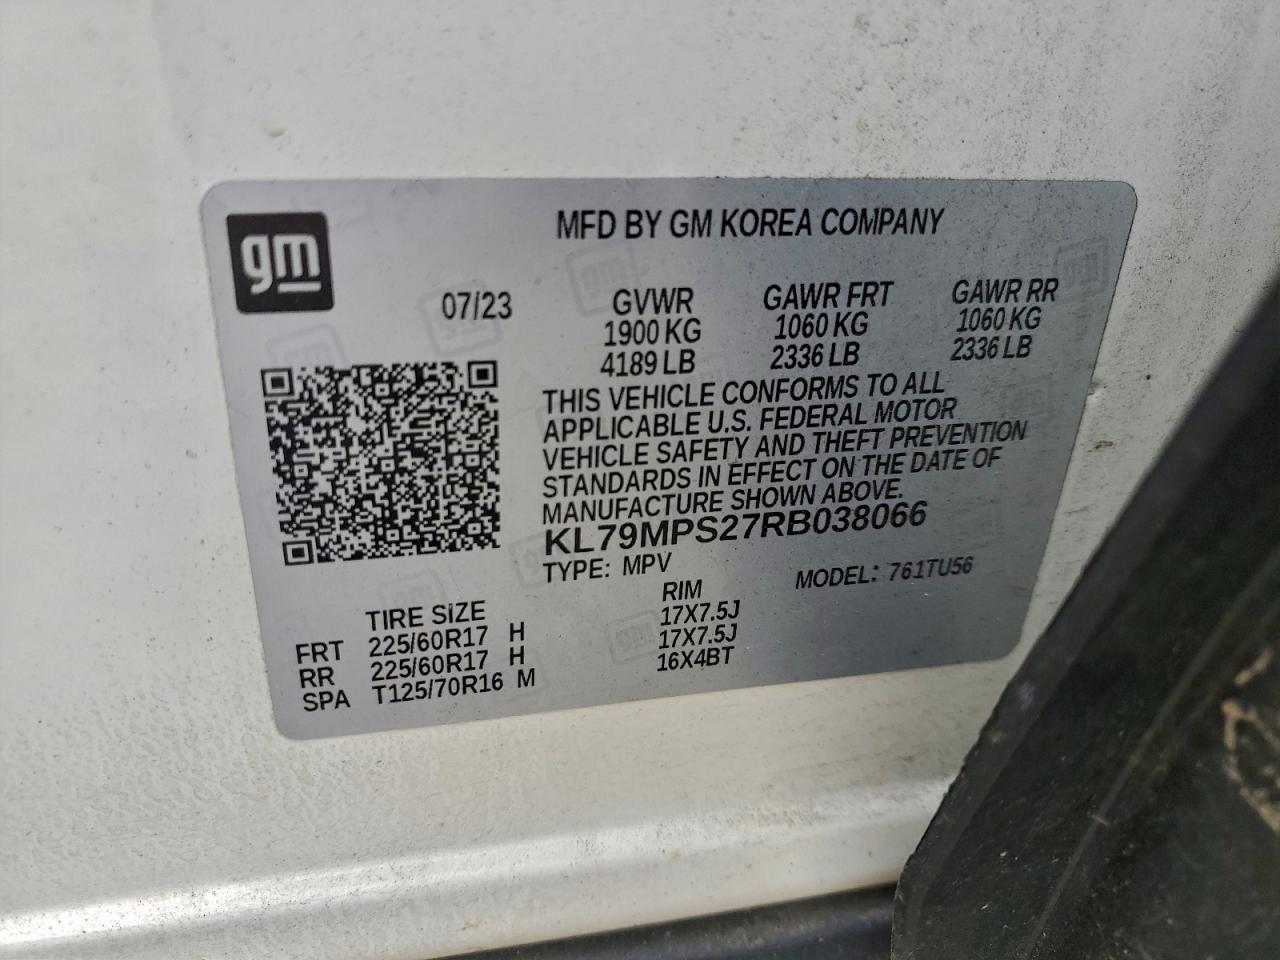 gm
MFD BY GM KOREA COMPANY
07/23 GVWR GAWR FRT GAWR RR
1900 KG 1060 KG 1060 KG
4189 LB 2336 LB 2336 LB
THIS VEHICLE CONFORMS TO ALL
APPLICABLE U.S. FEDERAL MOTOR
VEHICLE SAFETY AND THEFT PREVENTION
STANDARDS IN EFFECT ON THE DATE OF
MANUFACTURE SHOWN ABOVE.
KL79MPS27RB038066
TYPE: MPV MODEL: 761TU56
TIRE SIZE RIM
FRT 225/60R17 H 17X7.5J
RR 225/60R17 H 17X7.5J
SPA T125/70R16 M 16X4BT